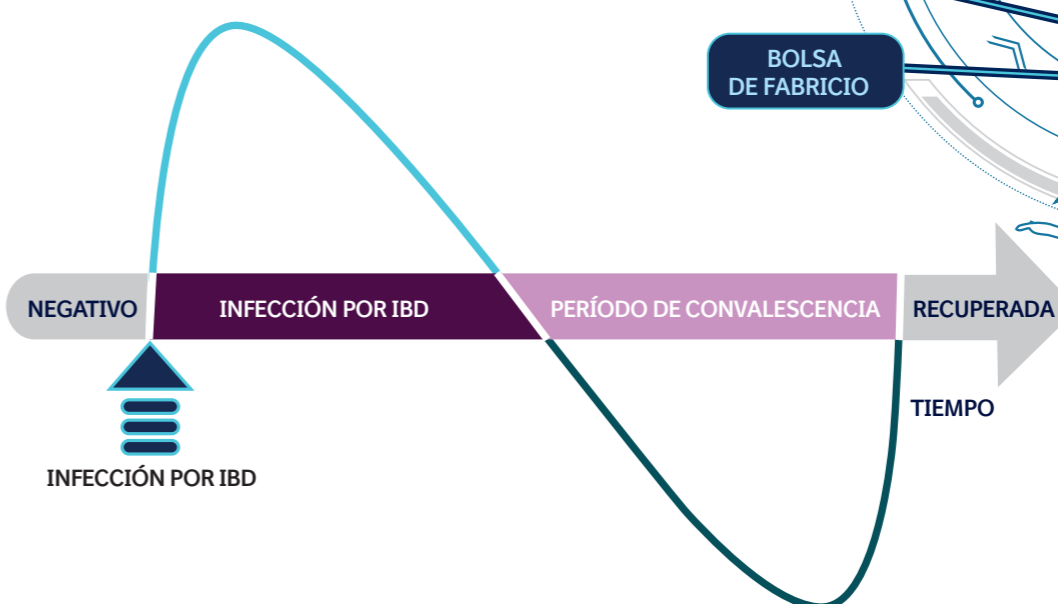 BOLSA
DE FABRICIO
NEGATIVO
INFECCIÓN POR IBD
PERÍODO DE CONVALESCENCIA
RECUPERADA
TIEMPO
INFECCIÓN POR IBD